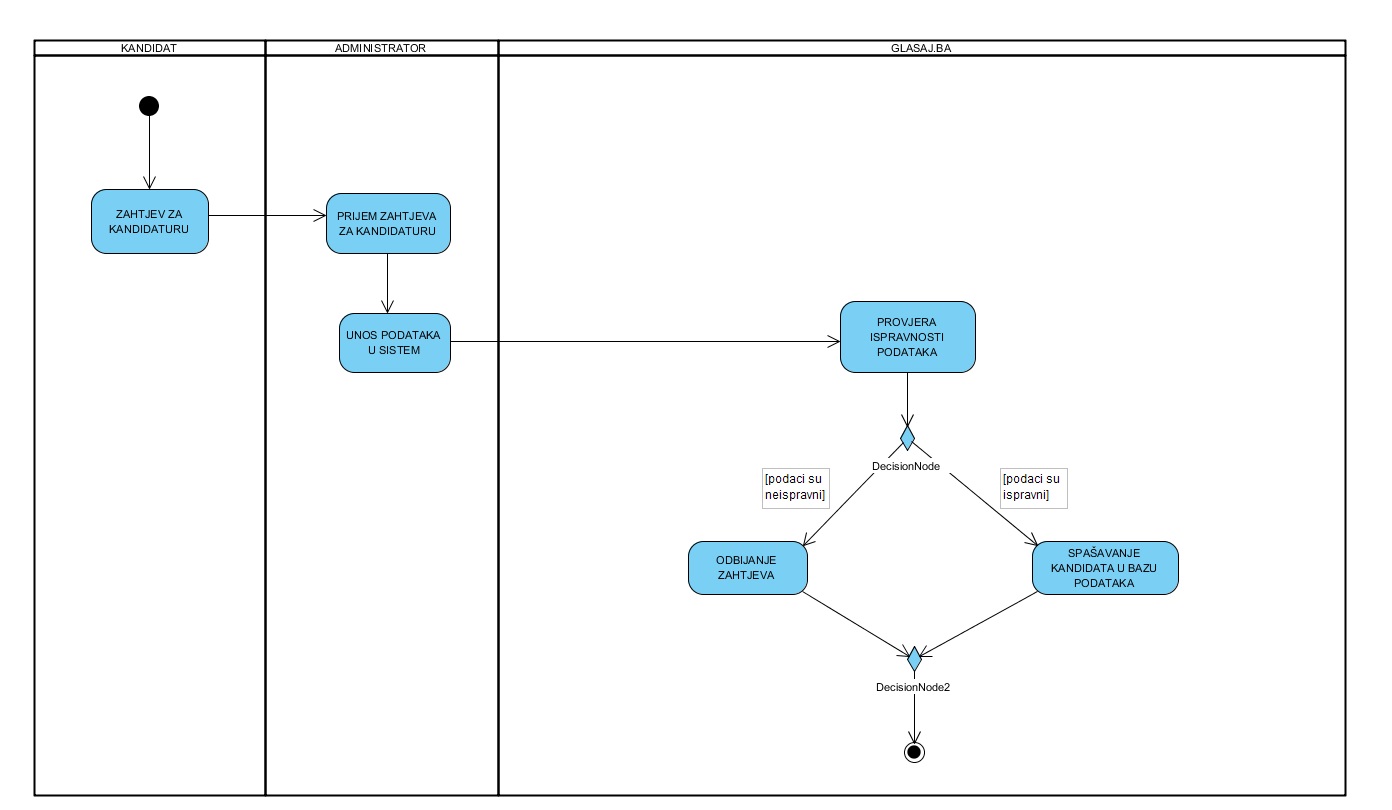 KANDIDAT
ADMINISTRATOR
GLASAJ.BA
ZAHTJEV ZA
KANDIDATURU
PRIJEM ZAHTJEVA
ZA KANDIDATURU
UNOS PODATAKA
U SISTEM
PROVJERA
ISPRAVNOSTI
PODATAKA
DecisionNode
[podaci su
neispravni]
[podaci su
ispravni]
ODBIJANJE
ZAHTJEVA
SPAŠAVANJE
KANDIDATA U BAZU
PODATAKA
DecisionNode2